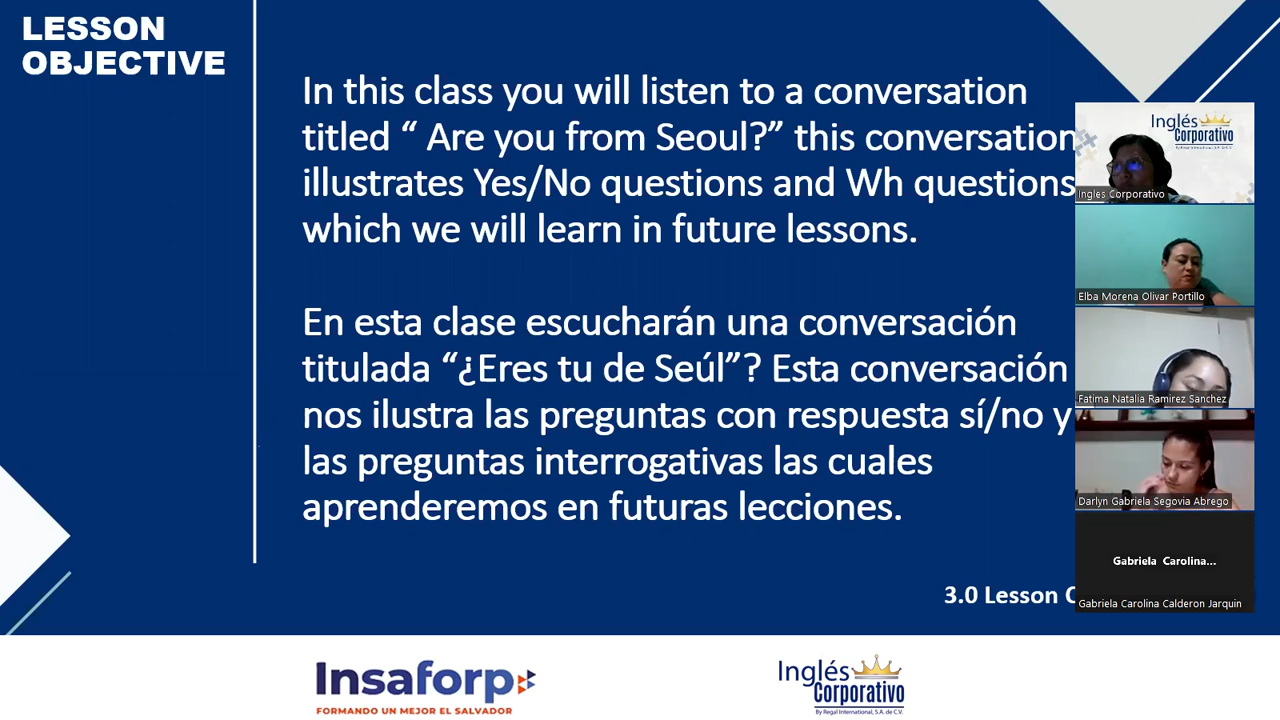 LESSON
OBJECTIVE
In this class you will listen to a conversation
titled “ Are you from Seoul?” this conversation
illustrates Yes/No questions and Wh questions
which we will learn in future lessons.
En esta clase escucharán una conversación
titulada “¿Eres tu de Seúl”? Esta conversación
nos ilustra las preguntas con respuesta sí/no y
las preguntas interrogativas las cuales
aprenderemos en futuras lecciones.
3.0 Lesson
Inglés
Corporativo
By Regal International, S.A. de C.V.
Ingles Corporativo
Elba Morena Olivar Portillo
Fatima Natalia Ramirez Sanchez
Darlyn Gabriela Segovia Abrego
Gabriela Carolina...
Gabriela Carolina Calderon Jarquin
Insaforp
FORMANDO UN MEJOR EL SALVADOR
Inglés
Corporativo
By Regal International, S.A. de C.V.